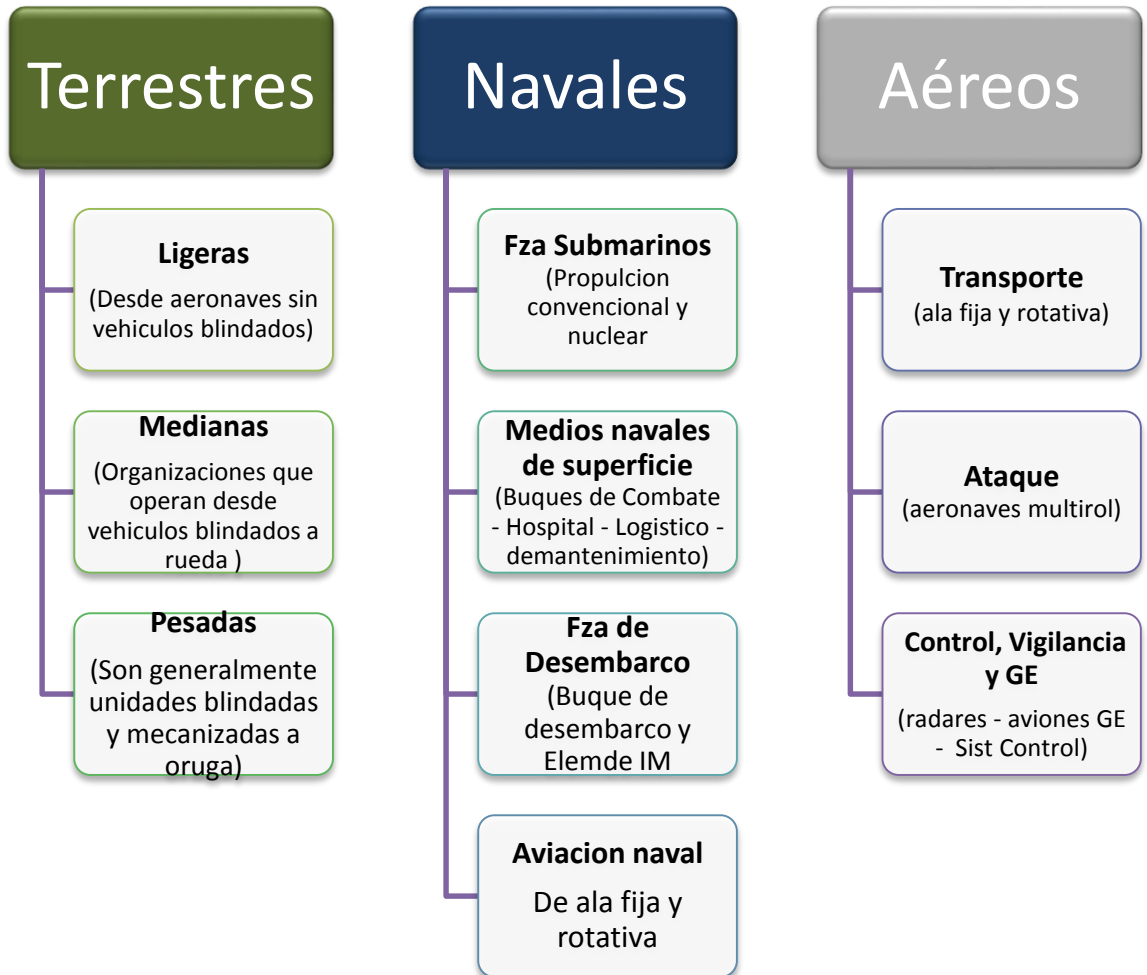 Terrestres
Ligeras
(Desde aeronaves sin
vehiculos blindados)
Medianas
(Organizaciones que
operan desde
vehiculos blindados a
rueda )
Pesadas
(Son generalmente
unidades blindadas
y mecanizadas a
oruga)
Navales
Fza Submarinos
(Propulcion
convencional y
nuclear
Medios navales
de superficie
(Buques de Combate
- Hospital - Logistico -
demantenimiento)
Fza de
Desembarco
(Buque de
desembarco y
Elemde IM
Aviacion naval
De ala fija y
rotativa
Aéreos
Transporte
(ala fija y rotativa)
Ataque
(aeronaves multirol)
Control, Vigilancia
y GE
(radares - aviones GE
- Sist Control)